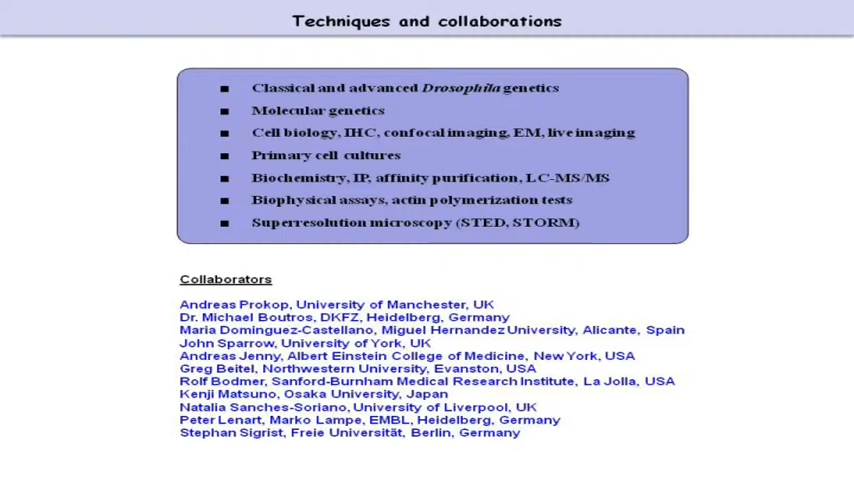 Techniques and collaborations
■ Classical and advanced Drosophila genetics
■ Molecular genetics
■ Cell biology, IHC, confocal imaging, EM, live imaging
■ Primary cell cultures
■ Biochemistry, IP, affinity purification, LC-MS/MS
■ Biophysical assays, actin polymerization tests
■ Superresolution microscopy (STED, STORM)
Collaborators
Andreas Prokop, University of Manchester, UK
Dr. Michael Boutros, DKFZ, Heidelberg, Germany
Maria Dominguez-Castellano, Miguel Hernandez University, Alicante, Spain
John Sparrow, University of York, UK
Andreas Jenny, Albert Einstein College of Medicine, New York, USA
Greg Beitel, Northwestern University, Evanston, USA
Rolf Bodmer, Sanford-Burnham Medical Research Institute, La Jolla, USA
Kenji Matsuno, Osaka University, Japan
Natalia Sanches-Soriano, University of Liverpool, UK
Peter Lenart, Marko Lampe, EMBL, Heidelberg, Germany
Stephan Sigrist, Freie Universität, Berlin, Germany